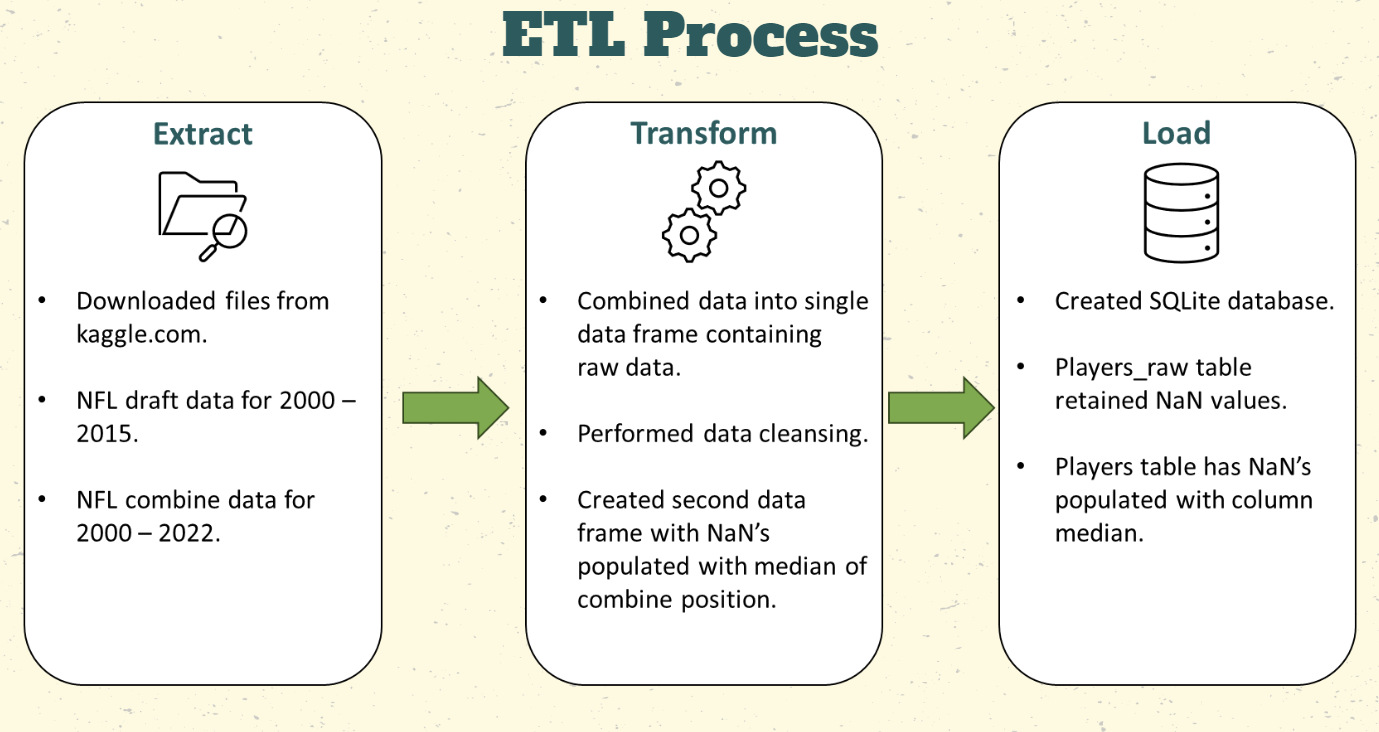 ETL Process
Extract
• Downloaded files from
kaggle.com.
• NFL draft data for 2000 –
2015.
• NFL combine data for
2000 – 2022.
Transform
• Combined data into single
data frame containing
raw data.
• Performed data cleansing.
• Created second data
frame with NaN’s
populated with median of
combine position.
Load
• Created SQLite database.
• Players_raw table
retained NaN values.
• Players table has NaN’s
populated with column
median.